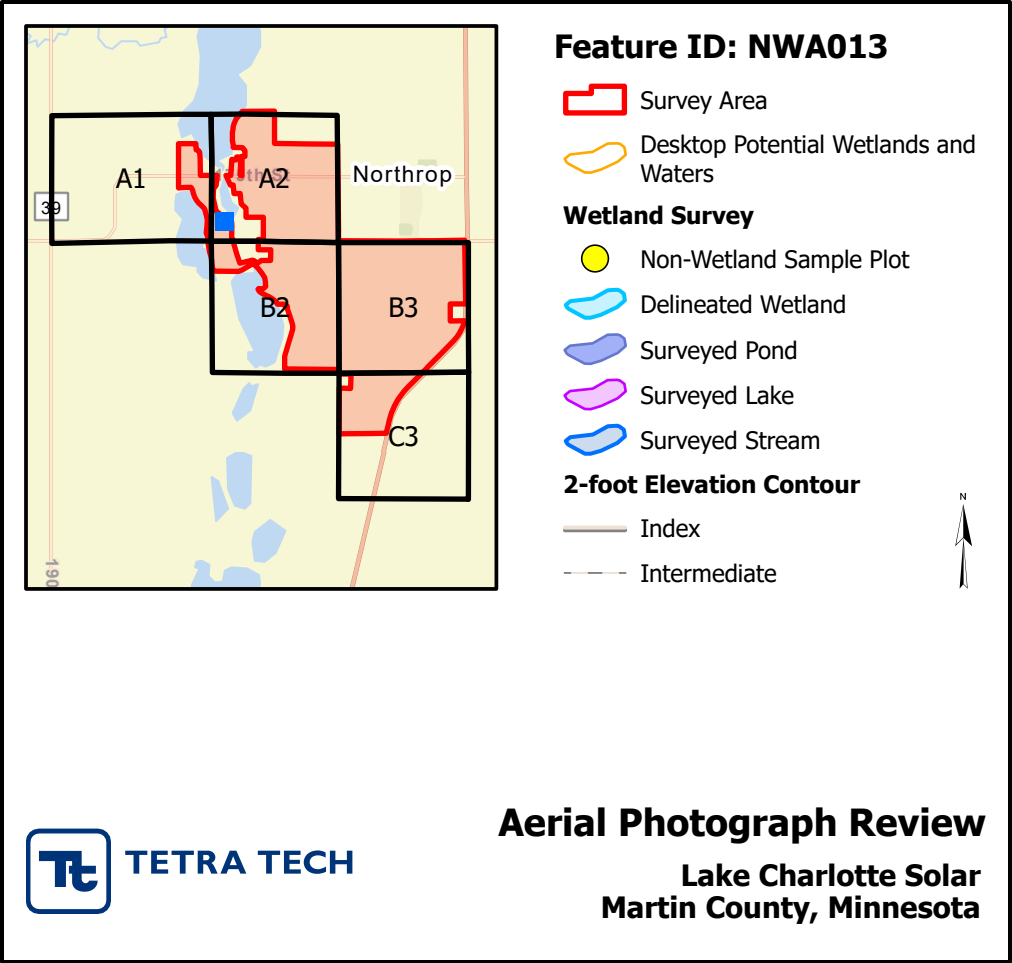 Feature ID: NWA013
Survey Area
Desktop Potential Wetlands and
Waters
Wetland Survey
Non-Wetland Sample Plot
Delineated Wetland
Surveyed Pond
Surveyed Lake
Surveyed Stream
2-foot Elevation Contour
Index
Intermediate
N
A1
A2
Northrop
39
B2
B3
C3
190
Tt
TETRA TECH
Aerial Photograph Review
Lake Charlotte Solar
Martin County, Minnesota